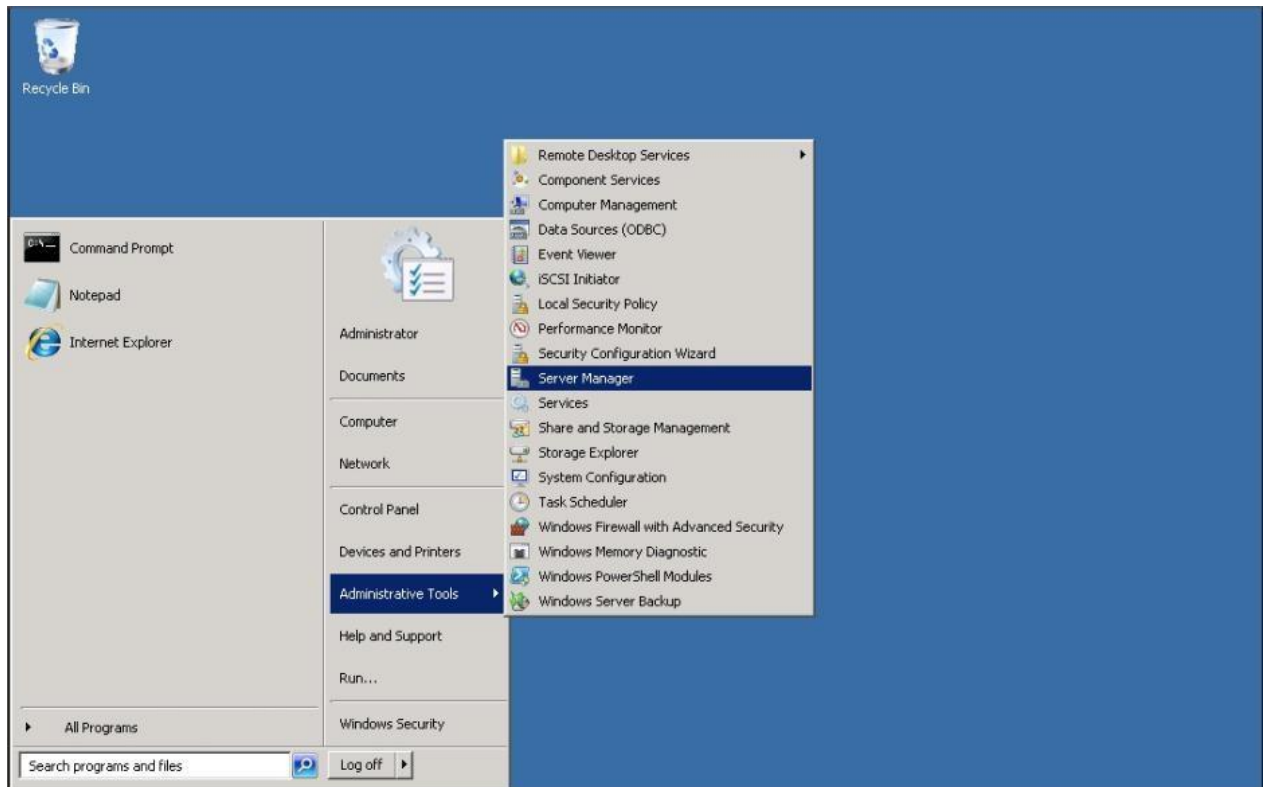 Recycle Bin
Remote Desktop Services
Component Services
Computer Management
Data Sources (ODBC)
Event Viewer
iSCSI Initiator
Local Security Policy
Performance Monitor
Security Configuration Wizard
Server Manager
Services
Share and Storage Management
Storage Explorer
System Configuration
Task Scheduler
Windows Firewall with Advanced Security
Windows Memory Diagnostic
Windows PowerShell Modules
Windows Server Backup
Command Prompt
Notepad
Internet Explorer
Administrator
Documents
Computer
Network
Control Panel
Devices and Printers
Administrative Tools
Help and Support
Run...
Windows Security
All Programs
Search programs and files
Log off